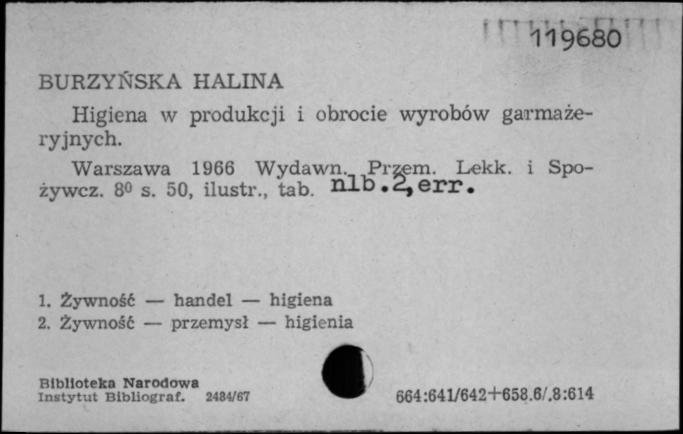 119680
BURZYŃSKA HALINA
Higiena w produkcji i obrocie wyrobów garmaże-
ryjnych.
Warszawa 1966 Wydawn. Przem. Lekk. i Spo-
żywcz. 8⁰ s. 50, ilustr., tab. nlb.2,err.
1. Żywność — handel — higiena
2. Żywność — przemysł — higienia
Biblioteka Narodowa
Instytut Bibliograf. 2484/67
664:641/642+658.6/.8:614